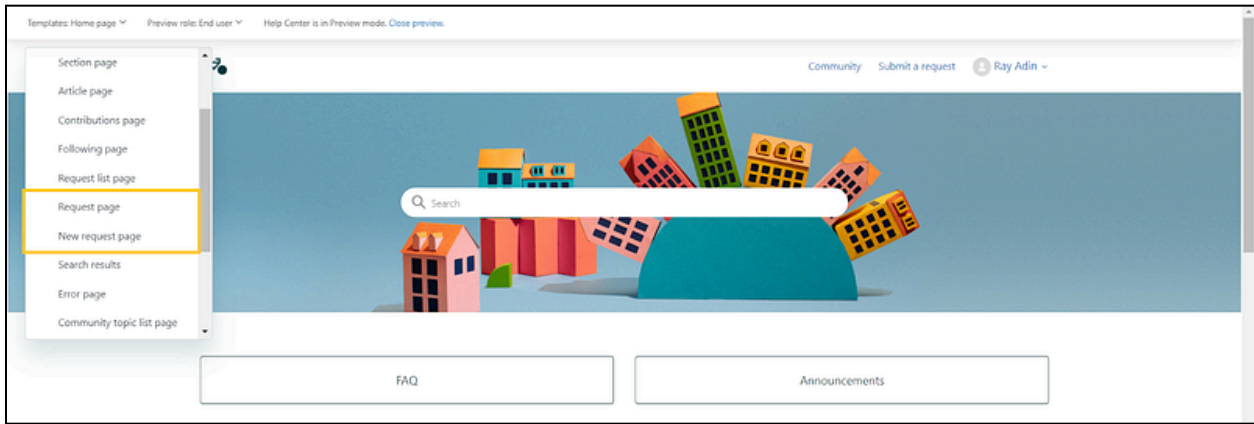 Templates: Home page Preview role: End user Help Center is in Preview mode. Close preview.
Community Submit a request Ray Adin
Section page
Article page
Contributions page
Following page
Request list page
Request page
New request page
Search results
Error page
Community topic list page
Search
FAQ Announcements